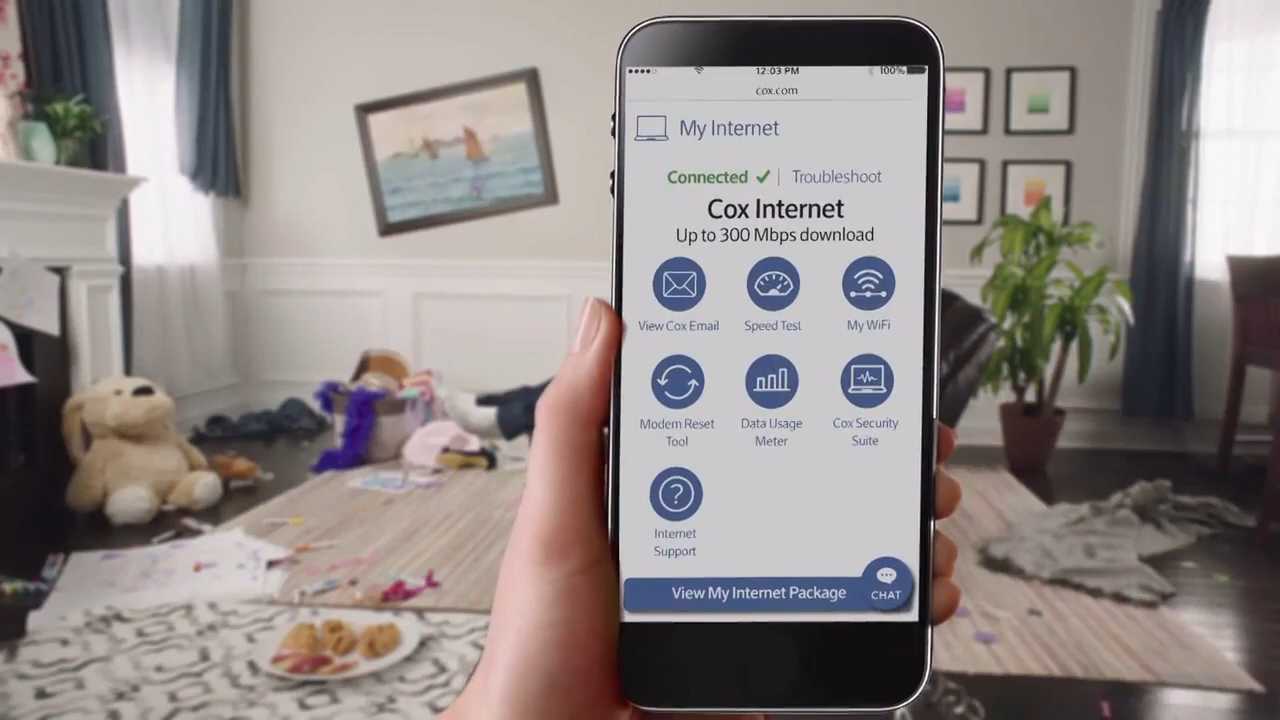 12:03 PM
100%
cox.com
My Internet
Connected | Troubleshoot
Cox Internet
Up to 300 Mbps download
View Cox Email
Speed Test
My WiFi
Modem Reset
Tool
Data Usage
Meter
Cox Security
Suite
?
Internet
Support
View My Internet Package
CHAT